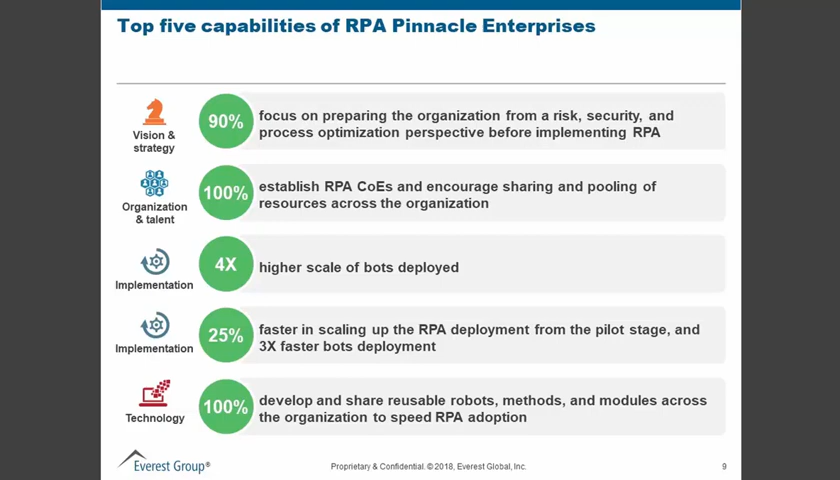 Top five capabilities of RPA Pinnacle Enterprises
Vision &
strategy
90%
focus on preparing the organization from a risk, security, and
process optimization perspective before implementing RPA
Organization
& talent
100%
establish RPA CoEs and encourage sharing and pooling of
resources across the organization
Implementation
4X
higher scale of bots deployed
Implementation
25%
faster in scaling up the RPA deployment from the pilot stage, and
3X faster bots deployment
Technology
100%
develop and share reusable robots, methods, and modules across
the organization to speed RPA adoption
Everest Group®
Proprietary & Confidential. © 2018, Everest Global, Inc.
9